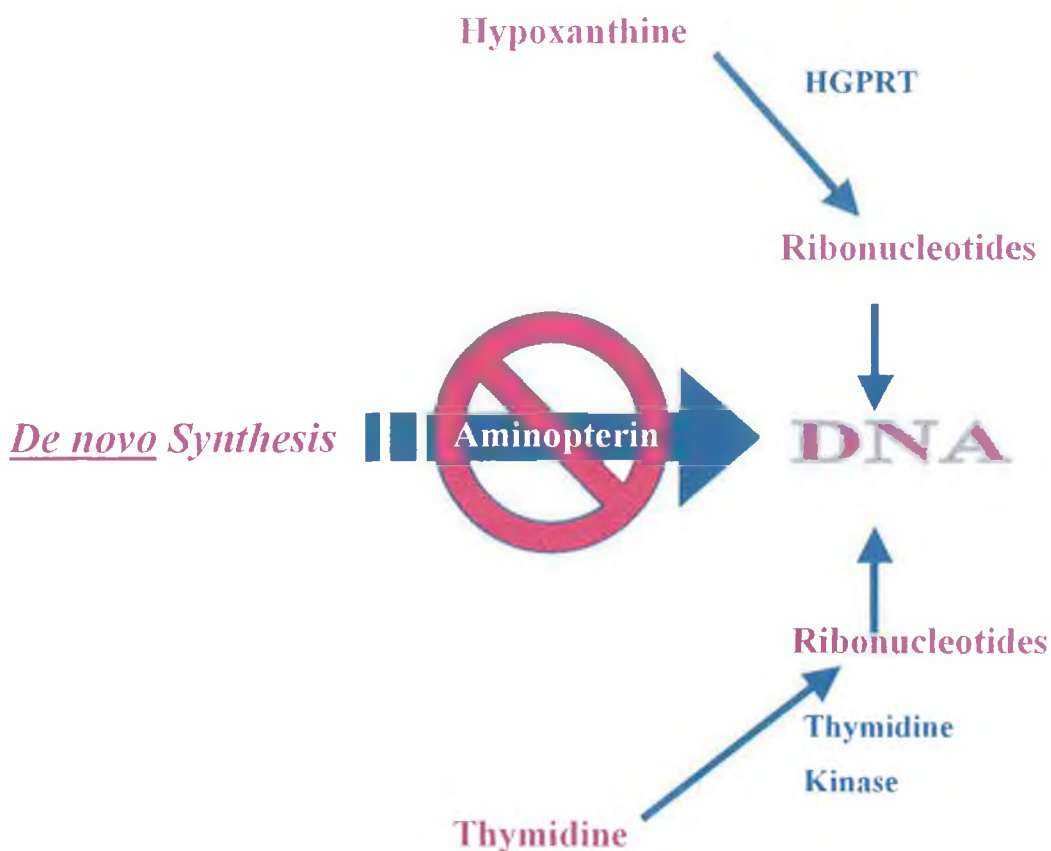 Hypoxanthine
HGPRT
Ribonucleotides
De novo Synthesis
Aminopterin
DNA
Ribonucleotides
Thymidine
Kinase
Thymidine